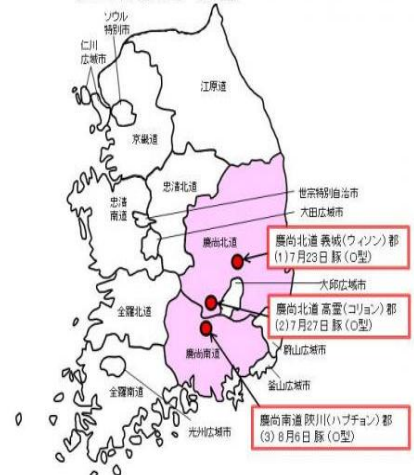 ソウル
特別市
仁川
広域市
江原道
京畿道
忠清北道
忠清
南道
世宗特別自治市
大田広域市
慶尚北道
慶尚北道 義城(ウィソン)郡
(1)7月23日 豚(O型)
大邱広域市
慶尚北道 高霊(コリョン)郡
(2)7月27日 豚(O型)
全羅北道
慶尚南道
蔚山広域市
全羅南道
釜山広域市
光州広域市
慶尚南道 陜川(ハプチョン)郡
(3)8月6日 豚(O型)